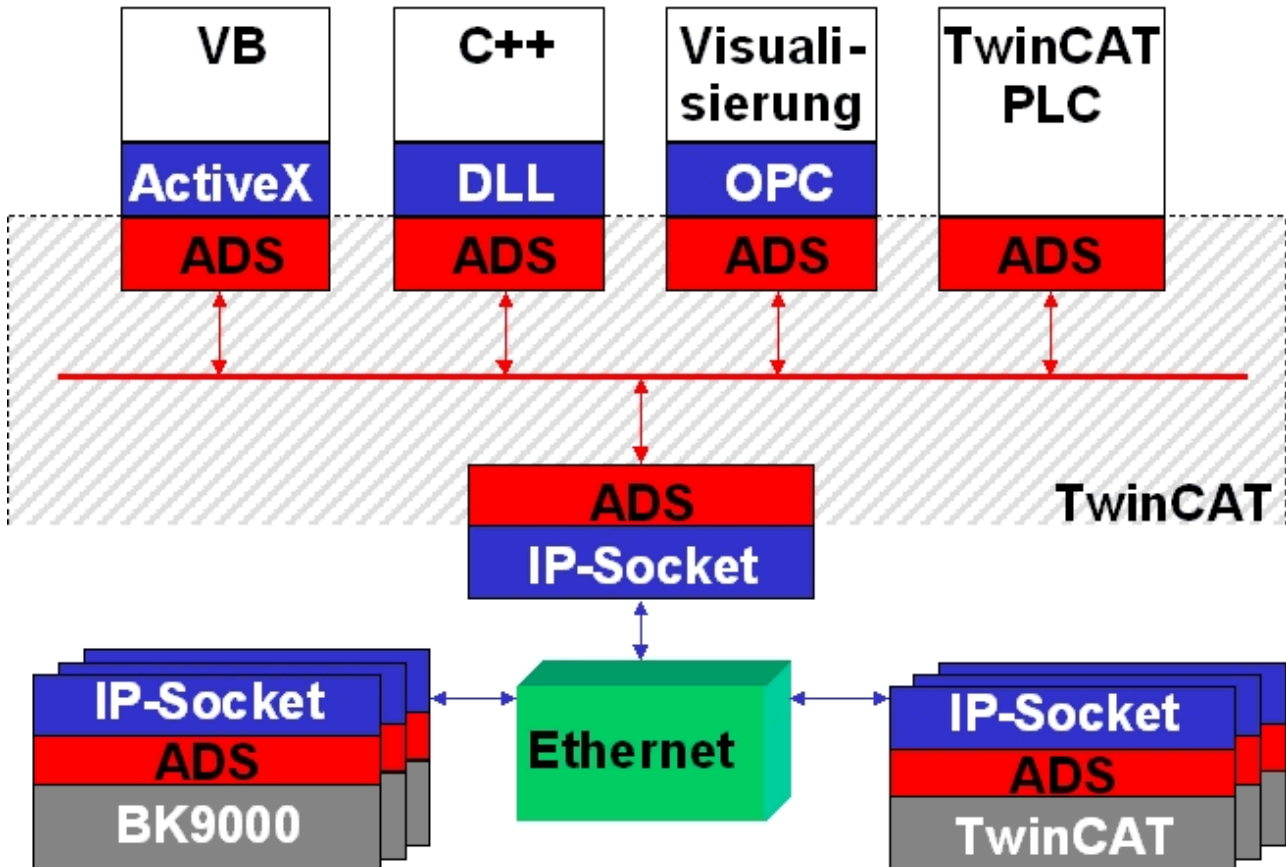 VB
ActiveX
ADS
C++
DLL
ADS
Visuali-
sierung
OPC
ADS
TwinCAT
PLC
ADS
ADS
IP-Socket
TwinCAT
IP-Socket
ADS
BK9000
Ethernet
IP-Socket
ADS
TwinCAT